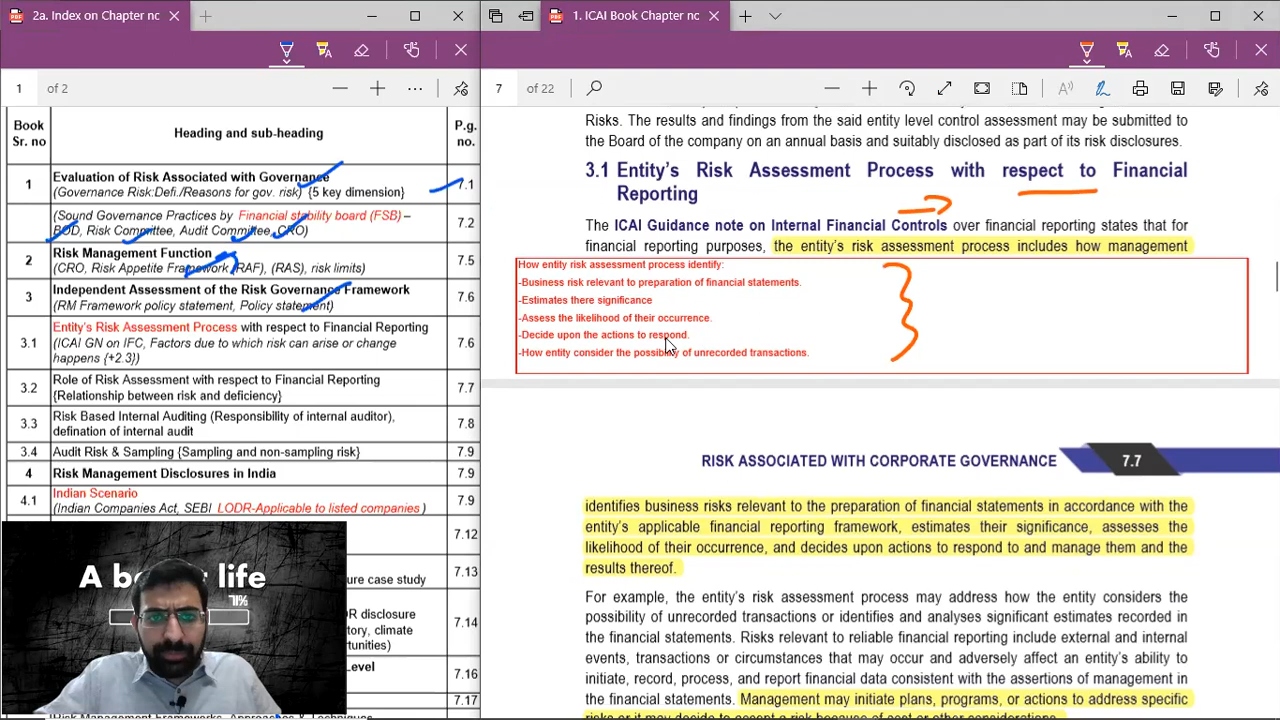 2a. Risk Index on Chapter no
1. ICAI Book Chapter no
1 of 2
7 of 22
Book Sr. no Heading and sub-heading P.g. no.
1 Evaluation of Risk Associated with Governance 7.1
(Governance Risk:Defi./Reasons for gov. risk) {5 key dimension}
(Sound Governance Practices by Financial stability board (FSB) – 7.2
BOD, Risk Committee, Audit Committee, CRO)
2 Risk Management Function 7.5
(CRO, Risk Appetite Framework (RAF), (RAS), risk limits)
3 Independent Assessment of the Risk Governance Framework 7.6
(RM Framework policy statement, Policy statement)
3.1 Entity's Risk Assessment Process with respect to Financial Reporting 7.6
(ICAI GN on IFC, Factors due to which risk can arise or change
happens {+2.3})
3.2 Role of Risk Assessment with respect to Financial Reporting 7.7
{Relationship between risk and deficiency}
3.3 Risk Based Internal Auditing (Responsibility of internal auditor), 7.8
defination of internal audit
3.4 Audit Risk & Sampling {Sampling and non-sampling risk} 7.9
4 Risk Management Disclosures in India 7.9
4.1 Indian Scenario 7.9
(Indian Companies Act, SEBI LODR-Applicable to listed companies)
7.12
ure case study 7.13
R disclosure
tory, climate 7.14
rtunities)
Level 7.16
7.17
Risks. The results and findings from the said entity level control assessment may be submitted to
the Board of the company on an annual basis and suitably disclosed as part of its risk disclosures.
3.1 Entity's Risk Assessment Process with respect to Financial
Reporting
The ICAI Guidance note on Internal Financial Controls over financial reporting states that for
financial reporting purposes, the entity's risk assessment process includes how management
How entity risk assessment process identify:
-Business risk relevant to preparation of financial statements.
-Estimates there significance
-Assess the likelihood of their occurrence.
-Decide upon the actions to respond.
-How entity consider the possibility of unrecorded transactions.
RISK ASSOCIATED WITH CORPORATE GOVERNANCE 7.7
identifies business risks relevant to the preparation of financial statements in accordance with the
entity's applicable financial reporting framework, estimates their significance, assesses the
likelihood of their occurrence, and decides upon actions to respond to and manage them and the
results thereof.
For example, the entity's risk assessment process may address how the entity considers the
possibility of unrecorded transactions or identifies and analyses significant estimates recorded in
the financial statements. Risks relevant to reliable financial reporting include external and internal
events, transactions or circumstances that may occur and adversely affect an entity's ability to
initiate, record, process, and report financial data consistent with the assertions of management in
the financial statements. Management may initiate plans, programs, or actions to address specific
risks or it may decide to accept a risk because of cost or other considerations.
life